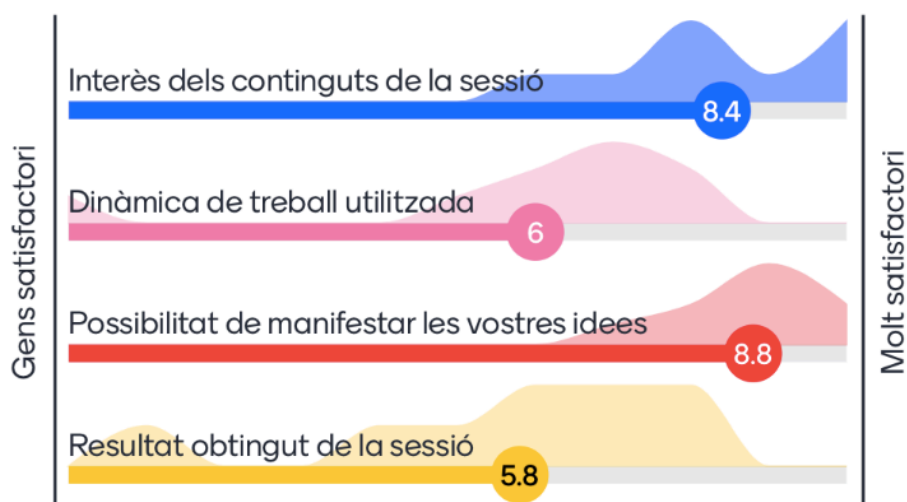 Interès dels continguts de la sessió
8.4
Dinàmica de treball utilitzada
6
Possibilitat de manifestar les vostres idees
8.8
Resultat obtingut de la sessió
5.8
Gens satisfactori
Molt satisfactori